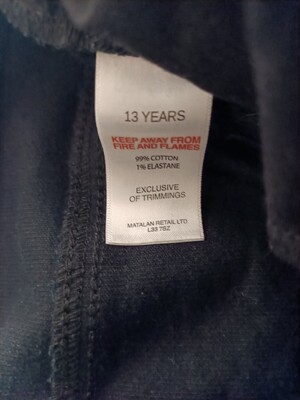 13 YEARS
KEEP AWAY FROM
FIRE AND FLAMES
99% COTTON
1% ELASTANE
EXCLUSIVE
OF TRIMMINGS
MATALAN RETAIL LTD.
L33 7SZ